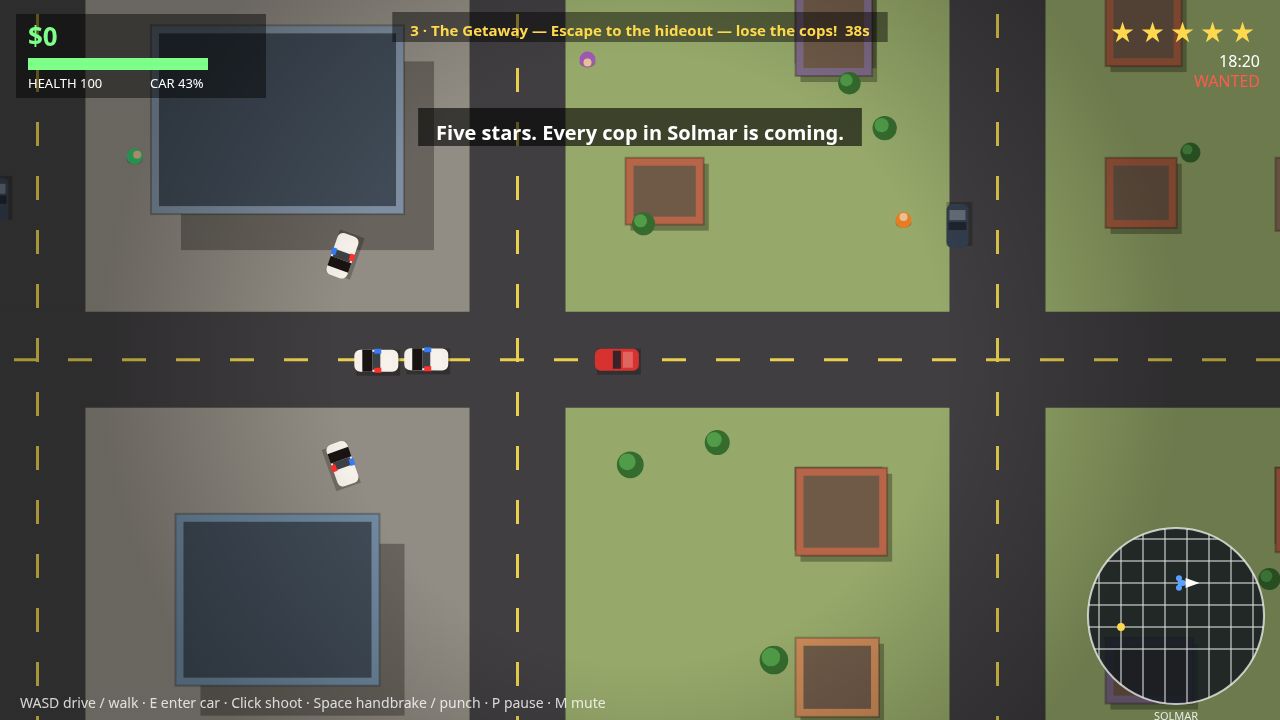 $0
HEALTH 100 CAR 43%
3 · The Getaway — Escape to the hideout — lose the cops! 38s
★ ★ ★ ★ ★
18:20
WANTED
Five stars. Every cop in Solmar is coming.
WASD drive / walk · E enter car · Click shoot · Space handbrake / punch · P pause · M mute
SOLMAR